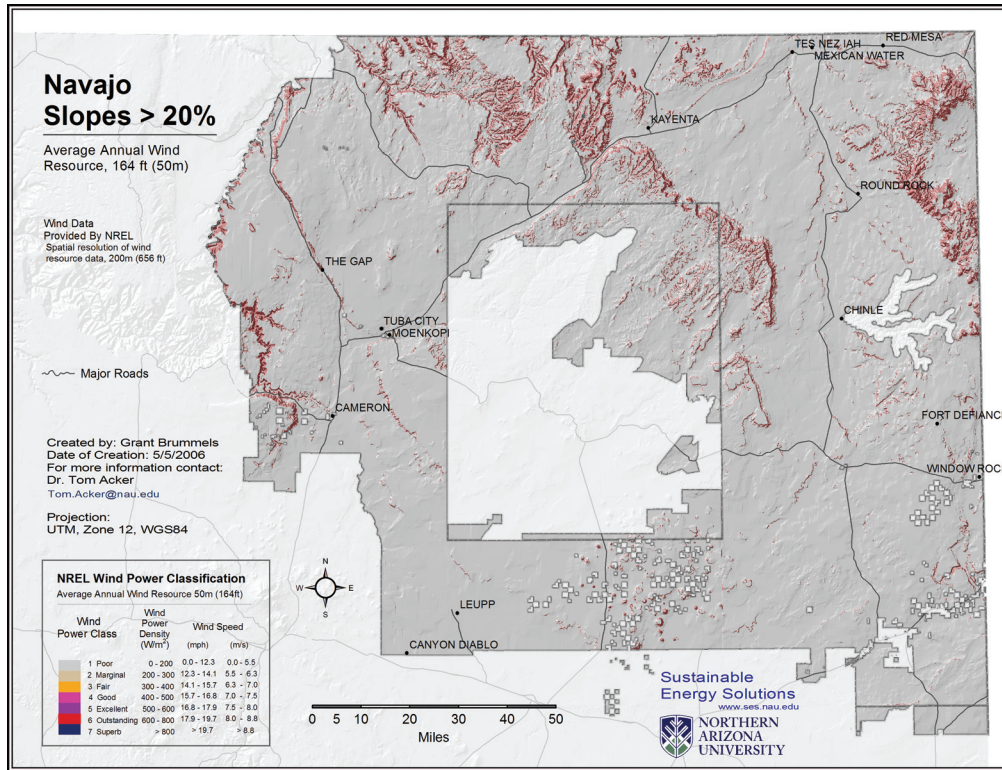 Navajo
Slopes > 20%
Average Annual Wind
Resource, 164 ft (50m)
Wind Data
Provided By NREL
Spatial resolution of wind
resource data, 200m (656 ft)
Major Roads
Created by: Grant Brummels
Date of Creation: 5/5/2006
For more information contact:
Dr. Tom Acker
Tom.Acker@nau.edu
Projection:
UTM, Zone 12, WGS84
TES NEZ IAH
RED MESA
MEXICAN WATER
KAYENTA
ROUND ROCK
THE GAP
TUBA CITY
MOENKOPI
CHINLE
CAMERON
FORT DEFIANCE
WINDOW ROC
LEUPP
CANYON DIABLO
N
W E
S
NREL Wind Power Classification
Average Annual Wind Resource 50m (164ft)
Wind Power Class Wind Power Density (W/m²) Wind Speed (mph) (m/s)
1 Poor 0 - 200 0.0 - 12.3 0.0 - 5.5
2 Marginal 200 - 300 12.3 - 14.1 5.5 - 6.3
3 Fair 300 - 400 14.1 - 15.7 6.3 - 7.0
4 Good 400 - 500 15.7 - 16.8 7.0 - 7.5
5 Excellent 500 - 600 16.8 - 17.9 7.5 - 8.0
6 Outstanding 600 - 800 17.9 - 19.7 8.0 - 8.8
7 Superb > 800 > 19.7 > 8.8
0 5 10 20 30 40 50
Miles
Sustainable
Energy Solutions
www.ses.nau.edu
NORTHERN
ARIZONA
UNIVERSITY